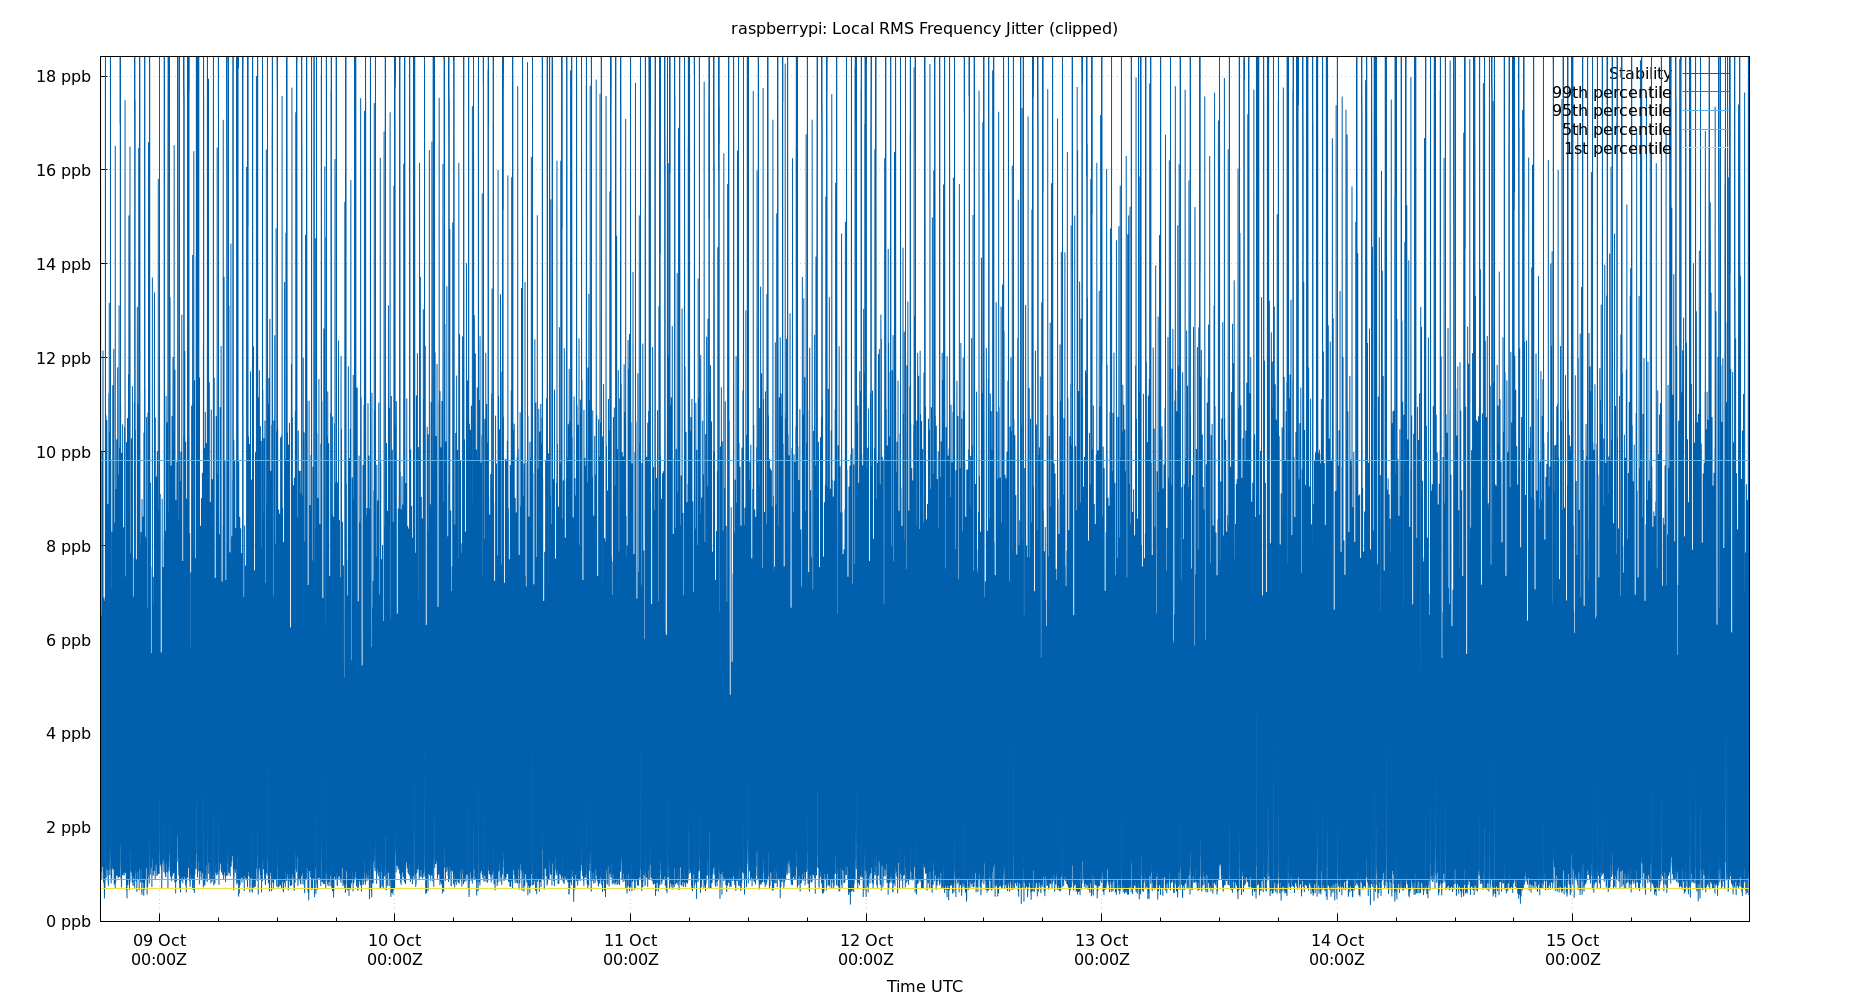 raspberrypi: Local RMS Frequency Jitter (clipped)
18 ppb
16 ppb
14 ppb
12 ppb
10 ppb
8 ppb
6 ppb
4 ppb
2 ppb
0 ppb
Stability
99th percentile
95th percentile
5th percentile
1st percentile
09 Oct 10 Oct 11 Oct 12 Oct 13 Oct 14 Oct 15 Oct
00:00Z 00:00Z 00:00Z 00:00Z 00:00Z 00:00Z 00:00Z
Time UTC